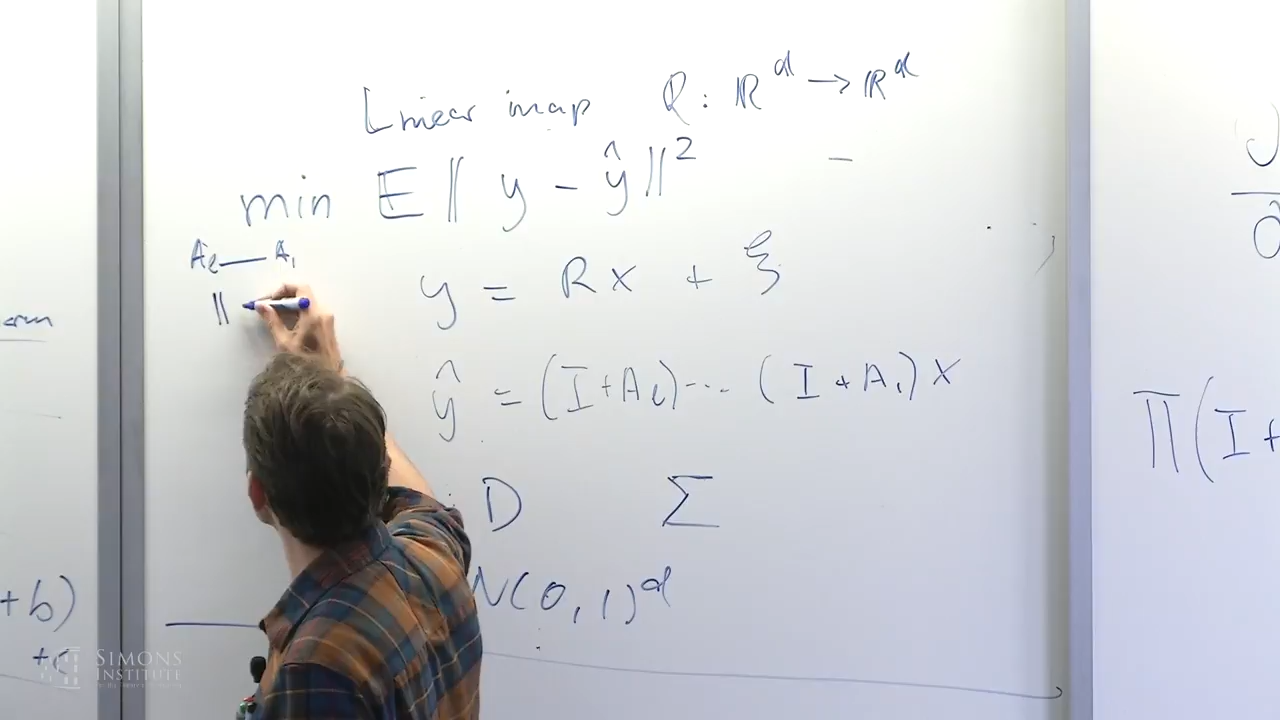 Linear map R : ℝ^d → ℝ^d
min 𝔼 ‖ y − ŷ ‖²
A_ℓ — A_1
‖
y = Rx + ξ
ŷ = (I + A_ℓ) ⋯ (I + A_1) x
D Σ
N(0, 1)^d
+b)
+c
∏(I+
SIMONS
INSTITUTE